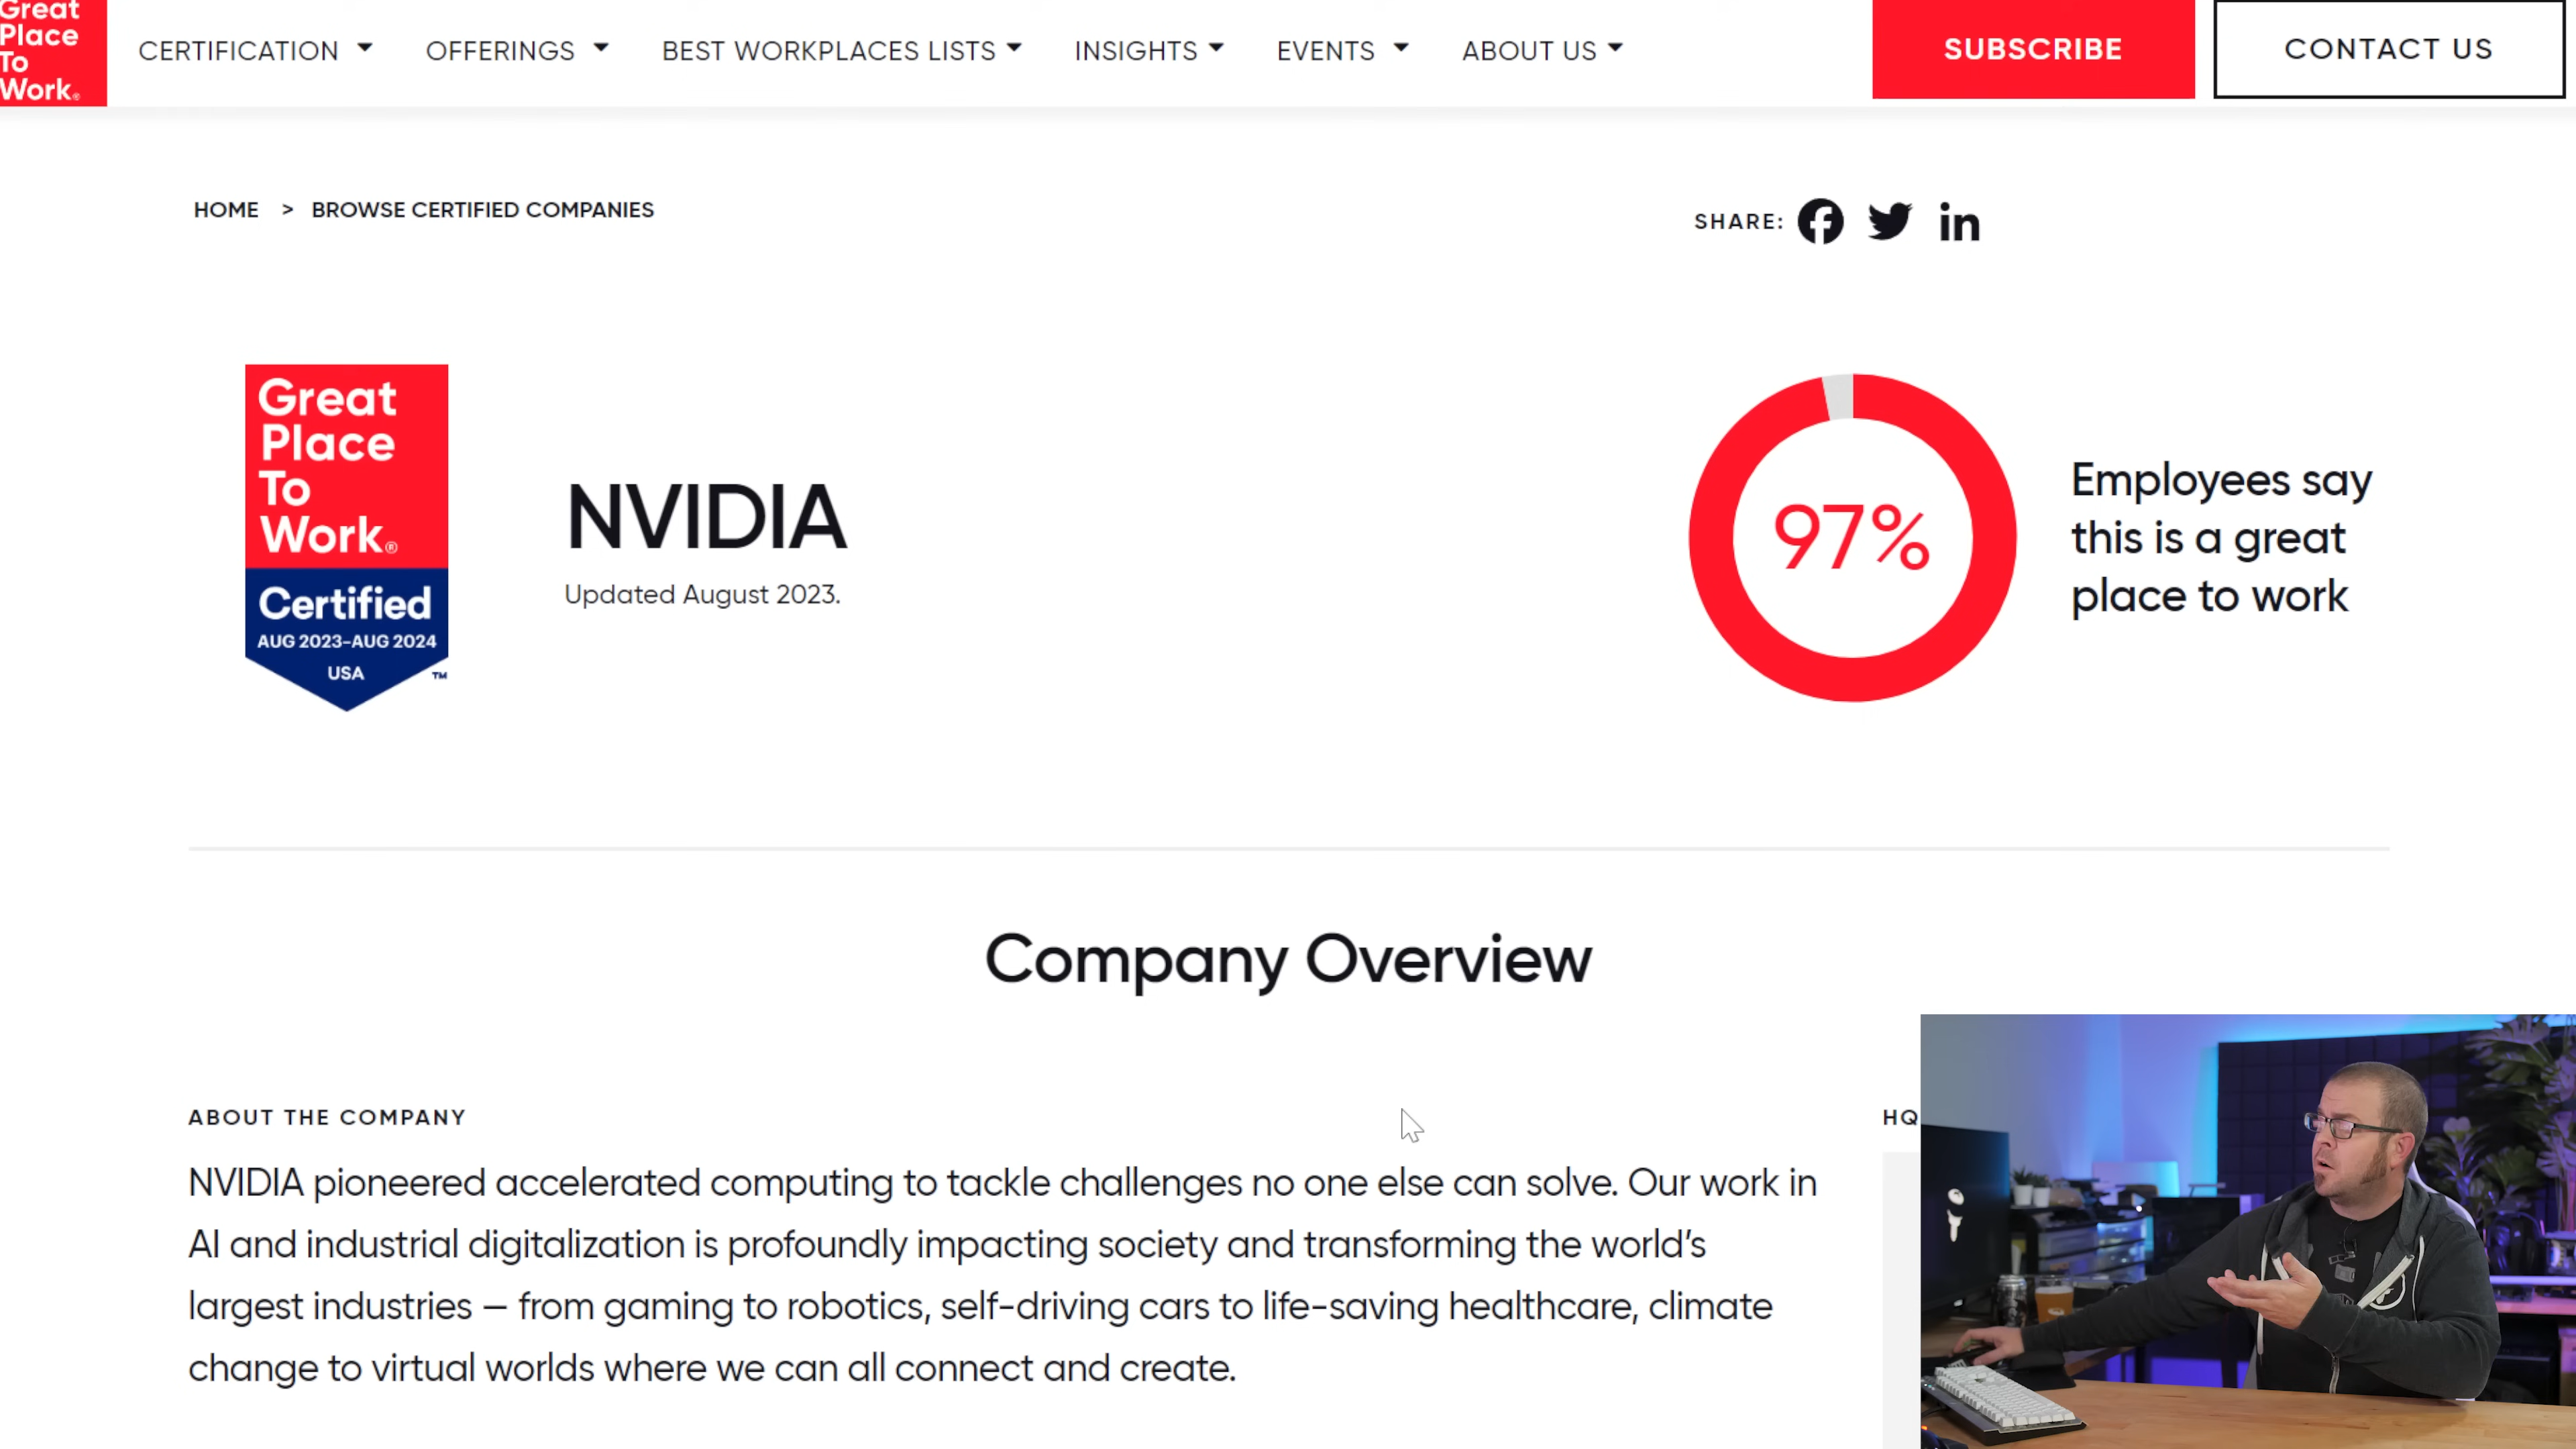 Great
Place
To
Work®
CERTIFICATION
OFFERINGS
BEST WORKPLACES LISTS
INSIGHTS
EVENTS
ABOUT US
SUBSCRIBE
CONTACT US
HOME > BROWSE CERTIFIED COMPANIES
SHARE:
Great
Place
To
Work®
Certified
AUG 2023-AUG 2024
USA
™
NVIDIA
Updated August 2023.
97%
Employees say
this is a great
place to work
Company Overview
ABOUT THE COMPANY
NVIDIA pioneered accelerated computing to tackle challenges no one else can solve. Our work in
AI and industrial digitalization is profoundly impacting society and transforming the world's
largest industries — from gaming to robotics, self-driving cars to life-saving healthcare, climate
change to virtual worlds where we can all connect and create.
HQ